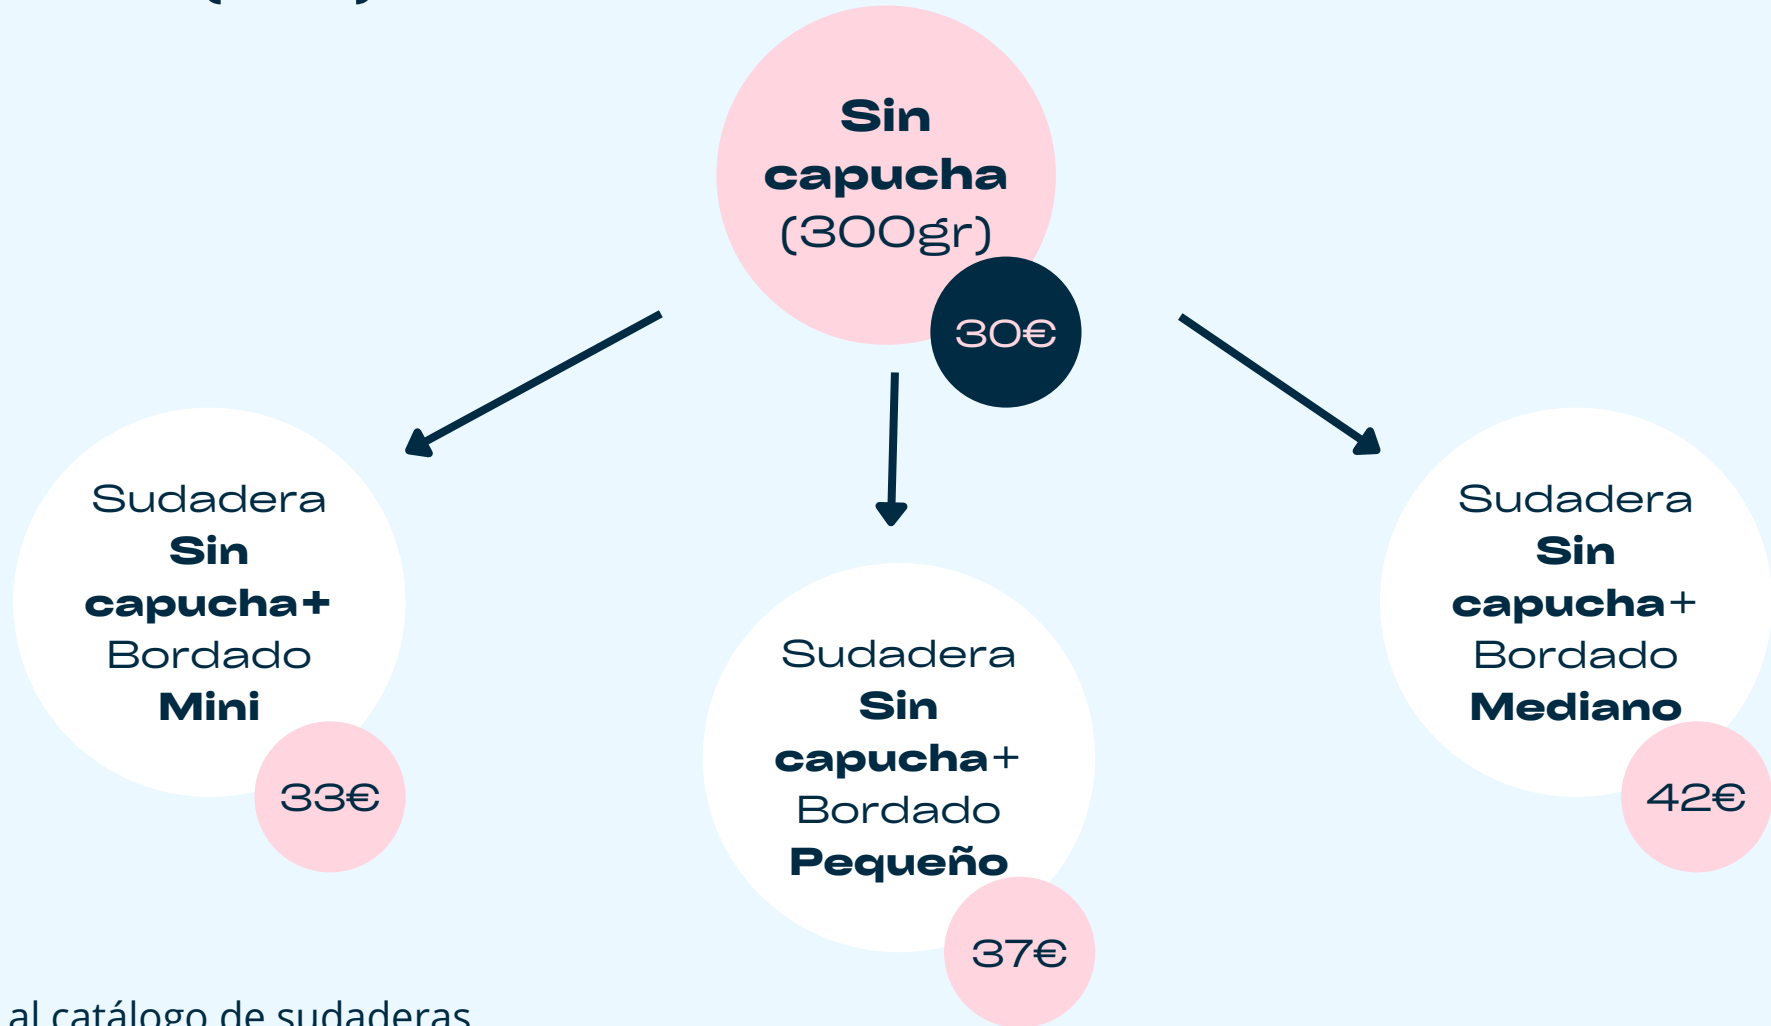 Sin
capucha
(300gr)
30€
Sudadera
Sin
capucha+
Bordado
Mini
33€
Sudadera
Sin
capucha+
Bordado
Pequeño
37€
Sudadera
Sin
capucha+
Bordado
Mediano
42€
al catálogo de sudaderas